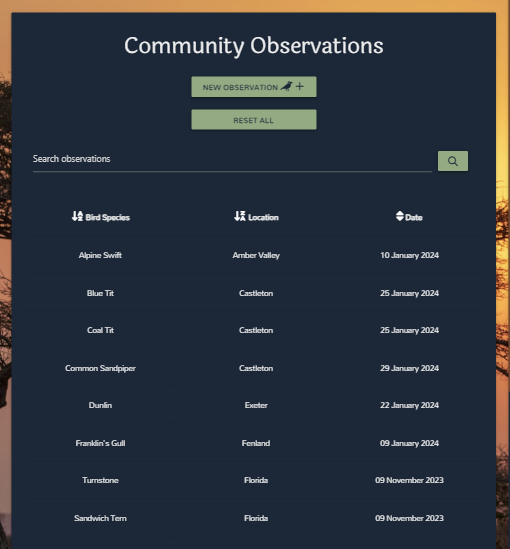 Community Observations
NEW OBSERVATION
RESET ALL
Search observations
Bird Species Location Date
Alpine Swift Amber Valley 10 January 2024
Blue Tit Castleton 25 January 2024
Coal Tit Castleton 25 January 2024
Common Sandpiper Castleton 29 January 2024
Dunlin Exeter 22 January 2024
Franklin's Gull Fenland 09 January 2024
Turnstone Florida 09 November 2023
Sandwich Tern Florida 09 November 2023